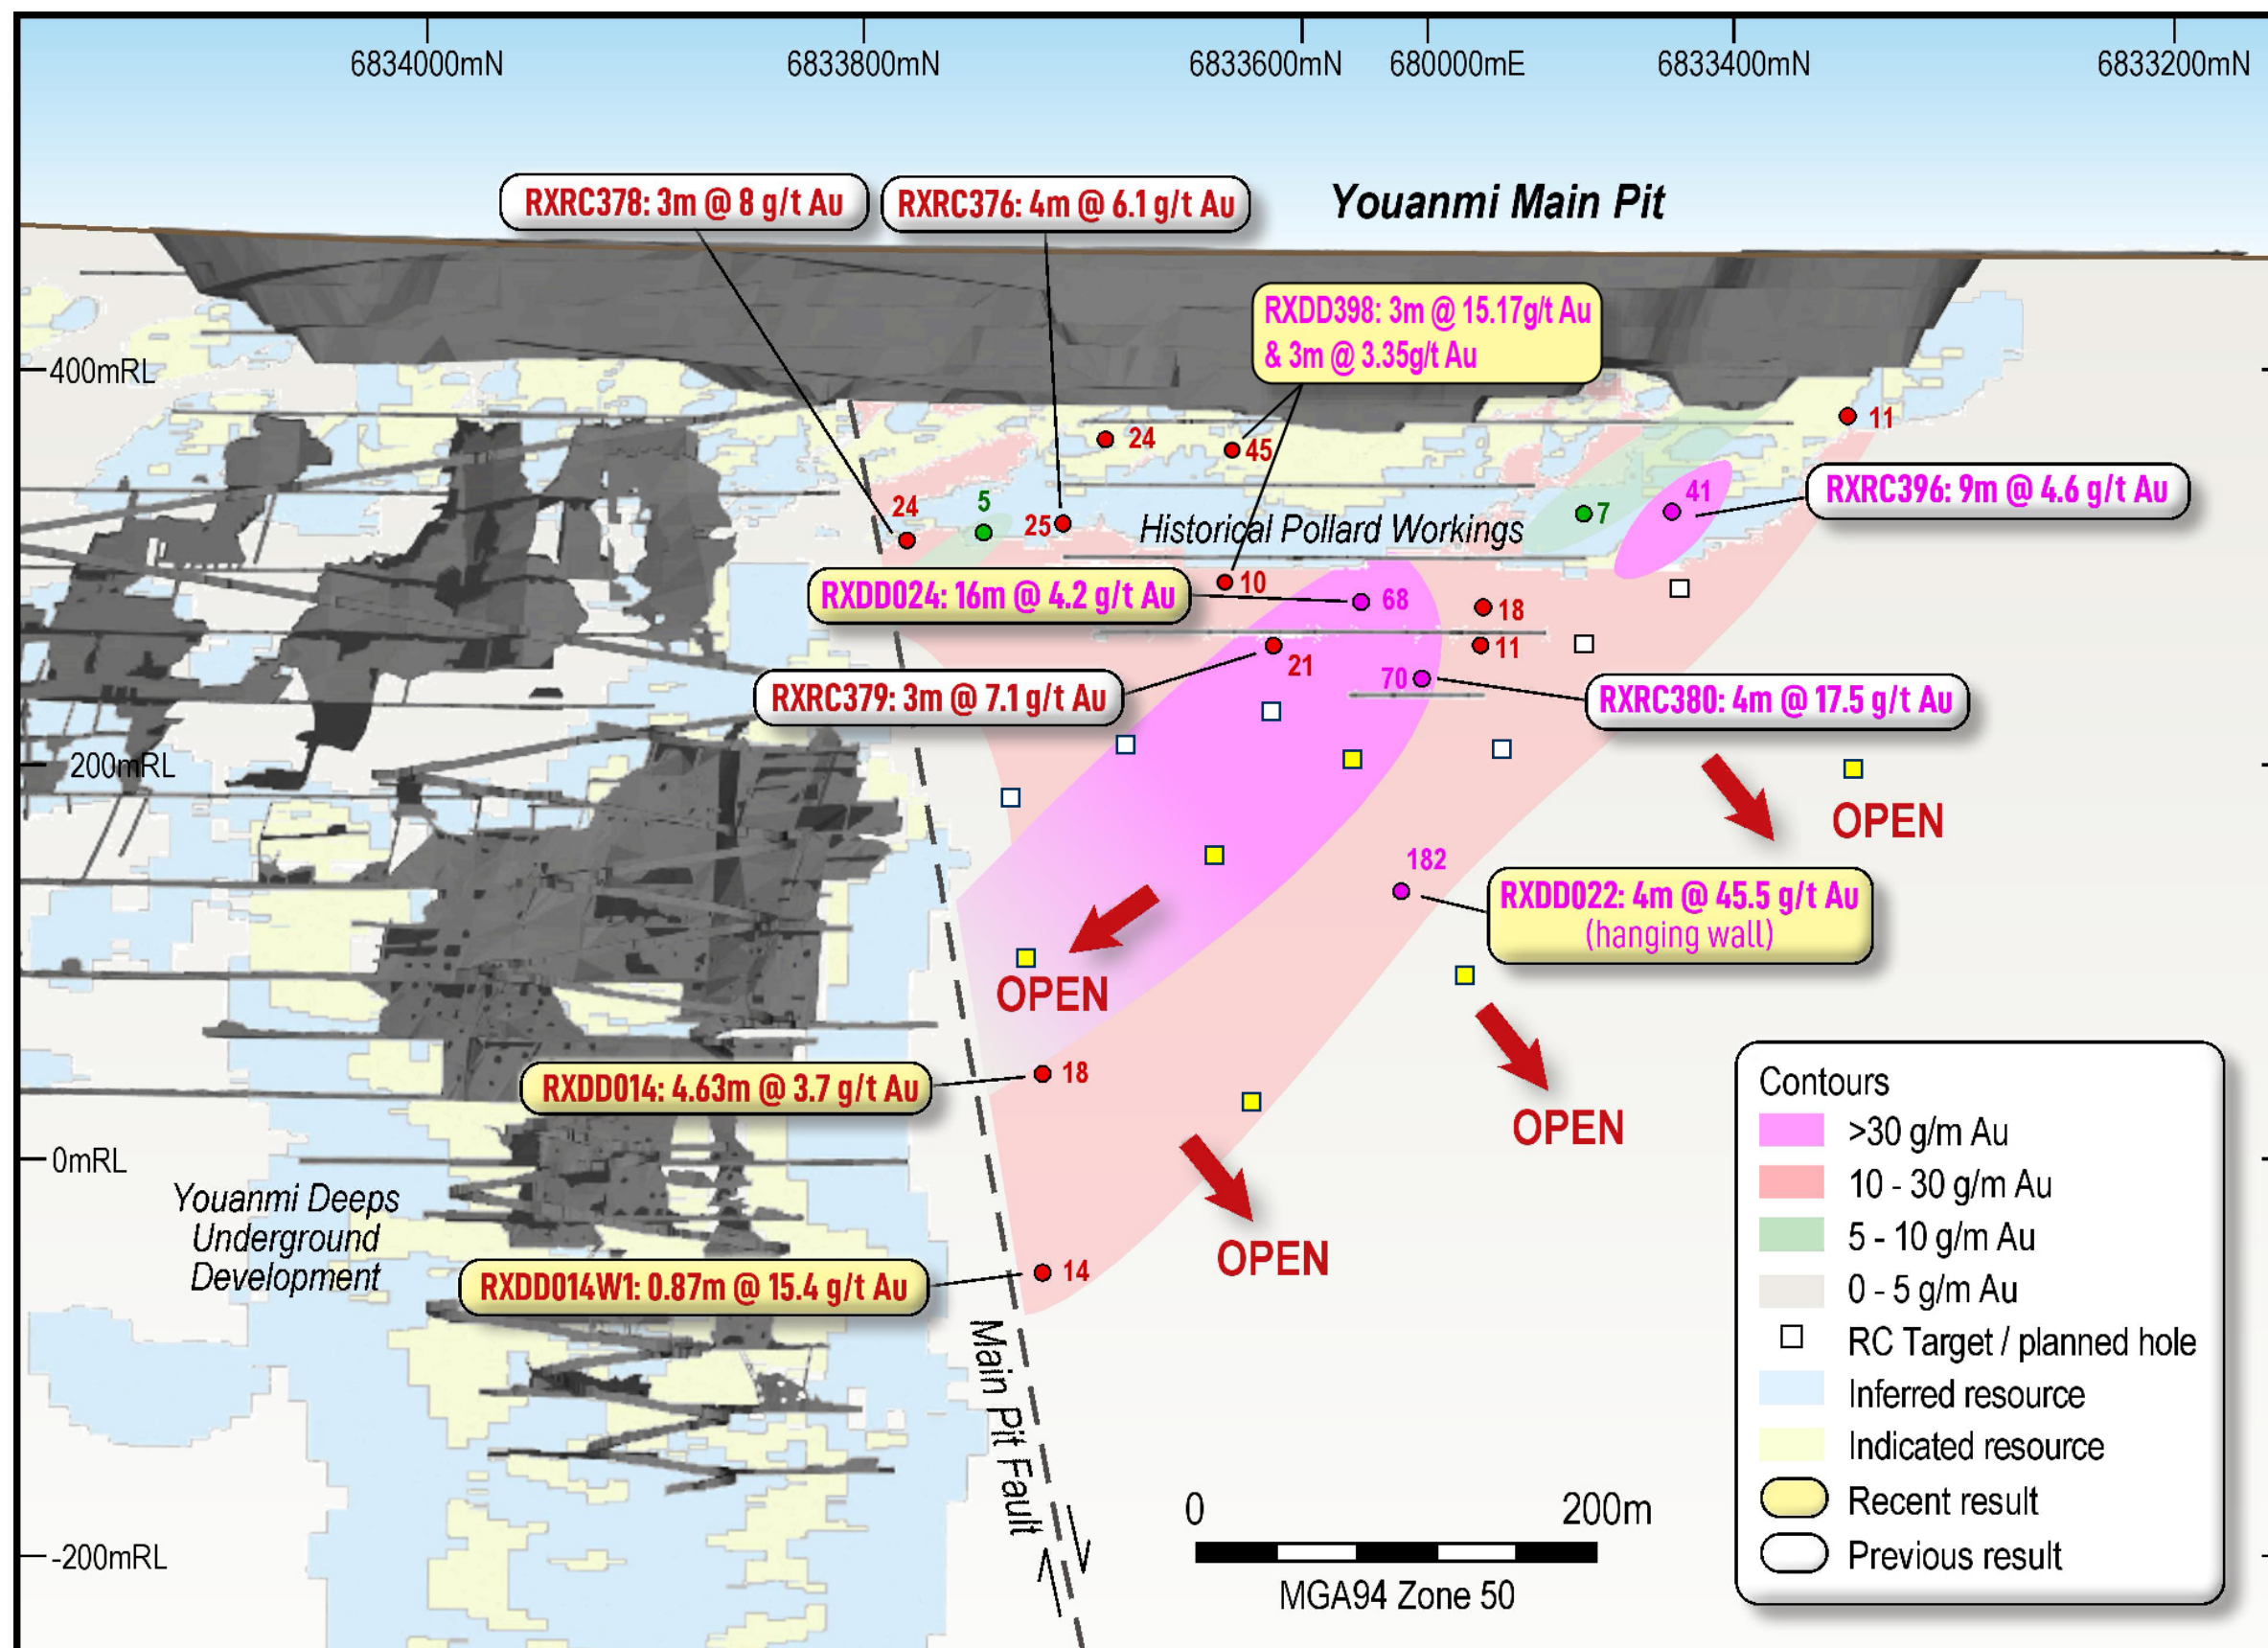 6834000mN
6833800mN
6833600mN
680000mE
6833400mN
6833200mN
RXRC378: 3m @ 8 g/t Au
RXRC376: 4m @ 6.1 g/t Au
Youanmi Main Pit
RXDD398: 3m @ 15.17g/t Au
& 3m @ 3.35g/t Au
400mRL
24
45
11
RXRC396: 9m @ 4.6 g/t Au
41
24
5
25
7
Historical Pollard Workings
RXDD024: 16m @ 4.2 g/t Au
10
68
18
11
21
70
RXRC379: 3m @ 7.1 g/t Au
RXRC380: 4m @ 17.5 g/t Au
200mRL
OPEN
182
RXDD022: 4m @ 45.5 g/t Au
(hanging wall)
OPEN
RXDD014: 4.63m @ 3.7 g/t Au
18
OPEN
0mRL
Youanmi Deeps
Underground
Development
OPEN
RXDD014W1: 0.87m @ 15.4 g/t Au
14
Main Pit Fault
-200mRL
0
200m
MGA94 Zone 50
Contours
>30 g/m Au
10 - 30 g/m Au
5 - 10 g/m Au
0 - 5 g/m Au
RC Target / planned hole
Inferred resource
Indicated resource
Recent result
Previous result